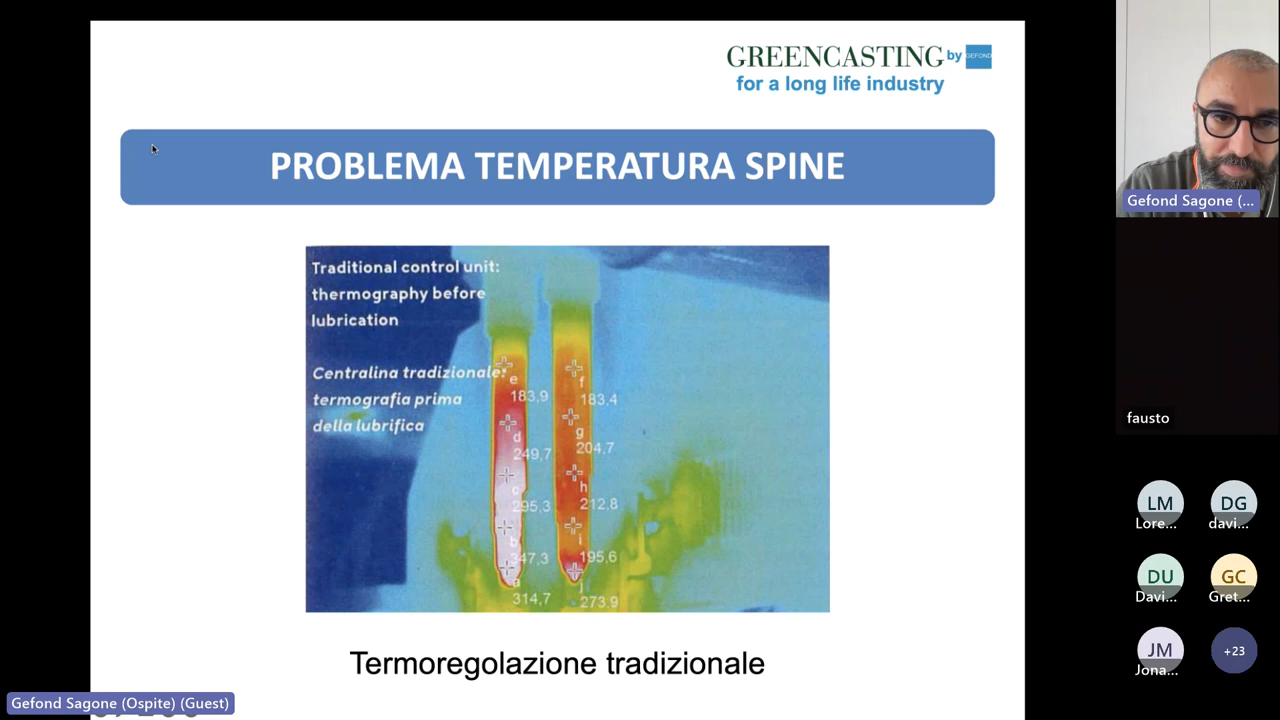 GREENCASTING by GEFOND
for a long life industry
PROBLEMA TEMPERATURA SPINE
Traditional control unit:
thermography before
lubrication
Centralina tradizionale:
termografia prima
della lubrifica
e
183,9
f
183.4
d
249,7
g
204,7
c
295,3
h
212,8
b
347,3
i
195,6
a
314,7
j
273.9
Termoregolazione tradizionale
Gefond Sagone (Ospite) (Guest)
Gefond Sagone (...
fausto
LM
Lore...
DG
davi...
DU
Davi...
GC
Gret...
JM
Jona...
+23